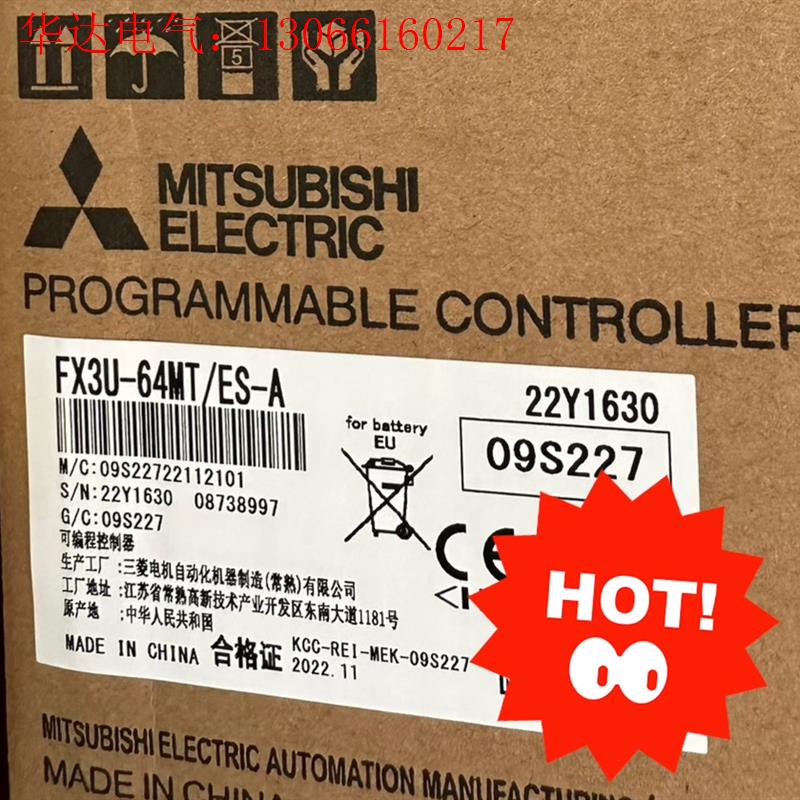 华达电气：13066160217
5
MITSUBISHI
ELECTRIC
PROGRAMMABLE CONTROLLER
FX3U-64MT/ES-A
22Y1630
for battery
EU
09S227
M/C:09S22722112101
S/N:22Y1630 08738997
G/C:09S227
可编程控制器
生产工厂:三菱电机自动化机器制造(常熟)有限公司
工厂地址:江苏省常熟高新技术产业开发区东南大道1181号
原产地:中华人民共和国
MADE IN CHINA 合格证 KCC-REI-MEK-09S227
2022.11
CE
HOT!
MITSUBISHI ELECTRIC AUTOMATION MANUFACTURING
MADE IN CHINA